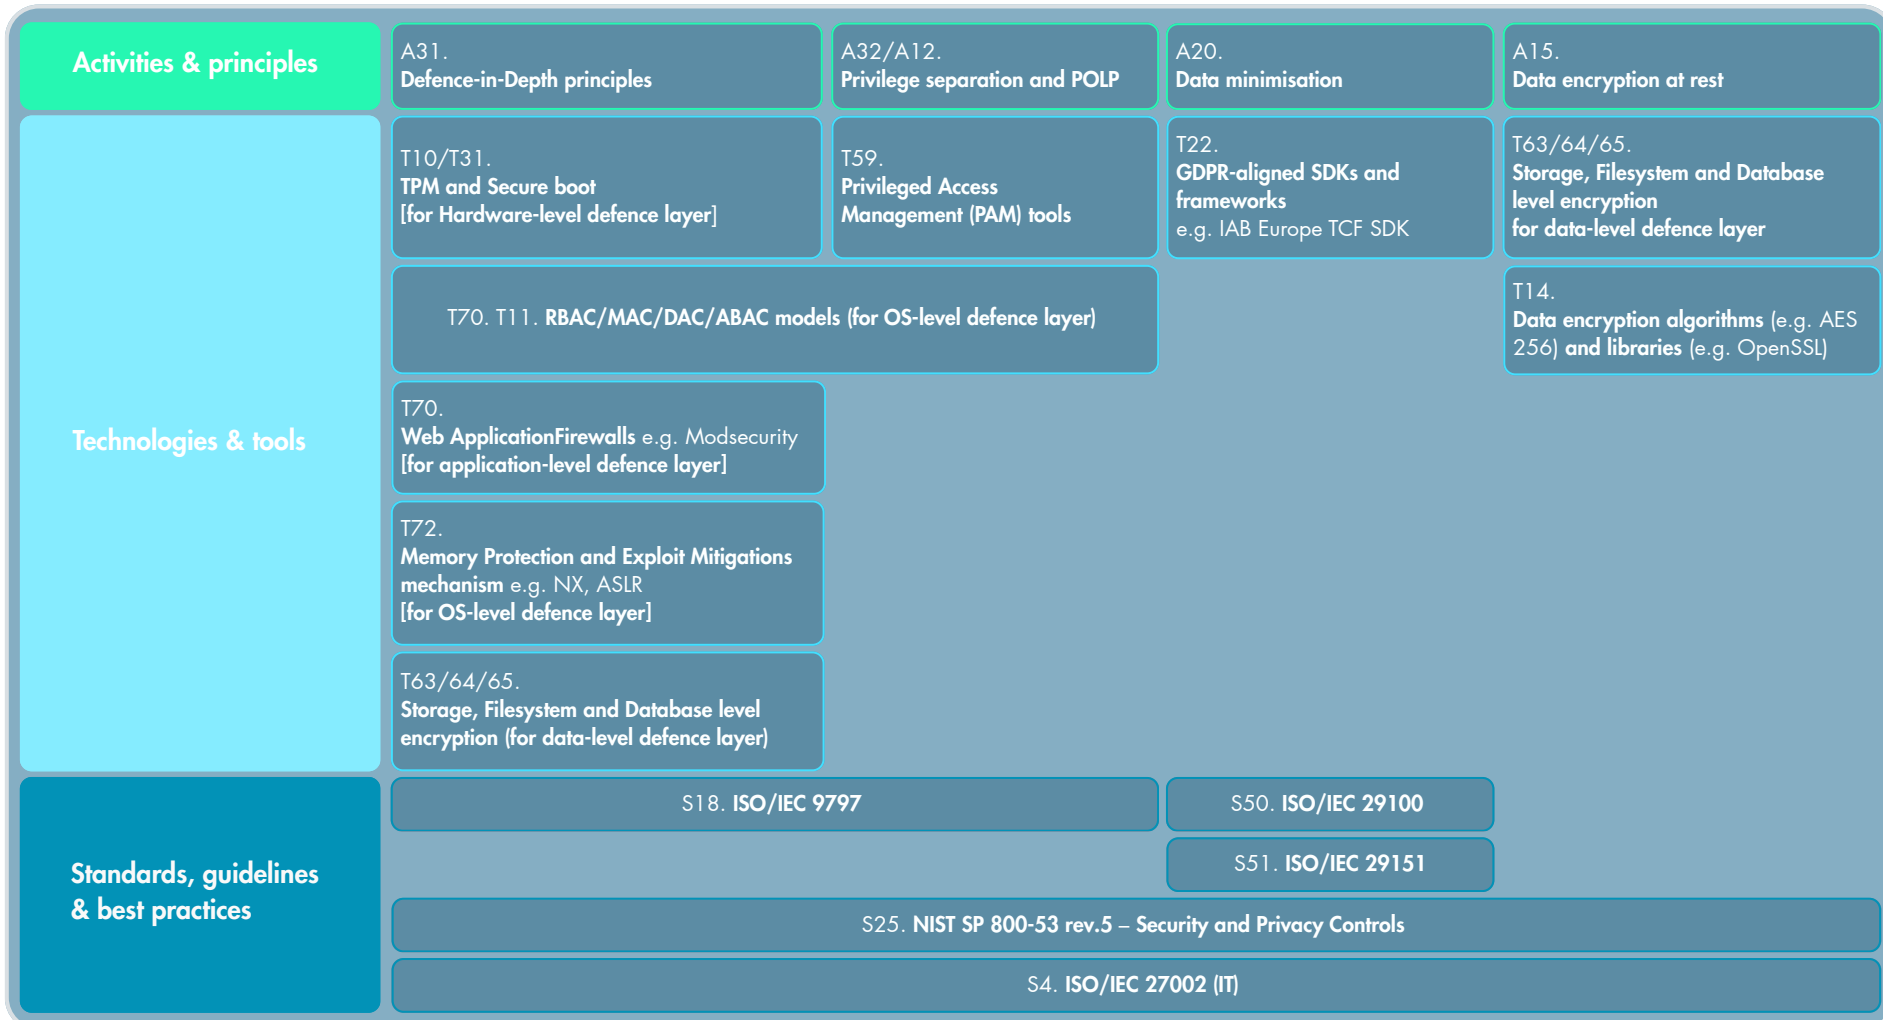 Activities & principles
A31.
Defence-in-Depth principles
A32/A12.
Privilege separation and POLP
A20.
Data minimisation
A15.
Data encryption at rest
Technologies & tools
T10/T31.
TPM and Secure boot
[for Hardware-level defence layer]
T59.
Privileged Access
Management (PAM) tools
T22.
GDPR-aligned SDKs and
frameworks
e.g. IAB Europe TCF SDK
T63/64/65.
Storage, Filesystem and Database
level encryption
for data-level defence layer
T70. T11. RBAC/MAC/DAC/ABAC models (for OS-level defence layer)
T14.
Data encryption algorithms (e.g. AES
256) and libraries (e.g. OpenSSL)
T70.
Web ApplicationFirewalls e.g. Modsecurity
[for application-level defence layer]
T72.
Memory Protection and Exploit Mitigations
mechanism e.g. NX, ASLR
[for OS-level defence layer]
T63/64/65.
Storage, Filesystem and Database level
encryption (for data-level defence layer)
Standards, guidelines
& best practices
S18. ISO/IEC 9797
S50. ISO/IEC 29100
S51. ISO/IEC 29151
S25. NIST SP 800-53 rev.5 – Security and Privacy Controls
S4. ISO/IEC 27002 (IT)